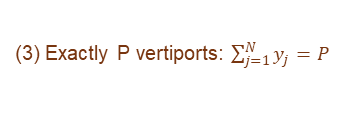 (3) Exactly P vertiports: ∑_{j=1}^{N} y_j = P